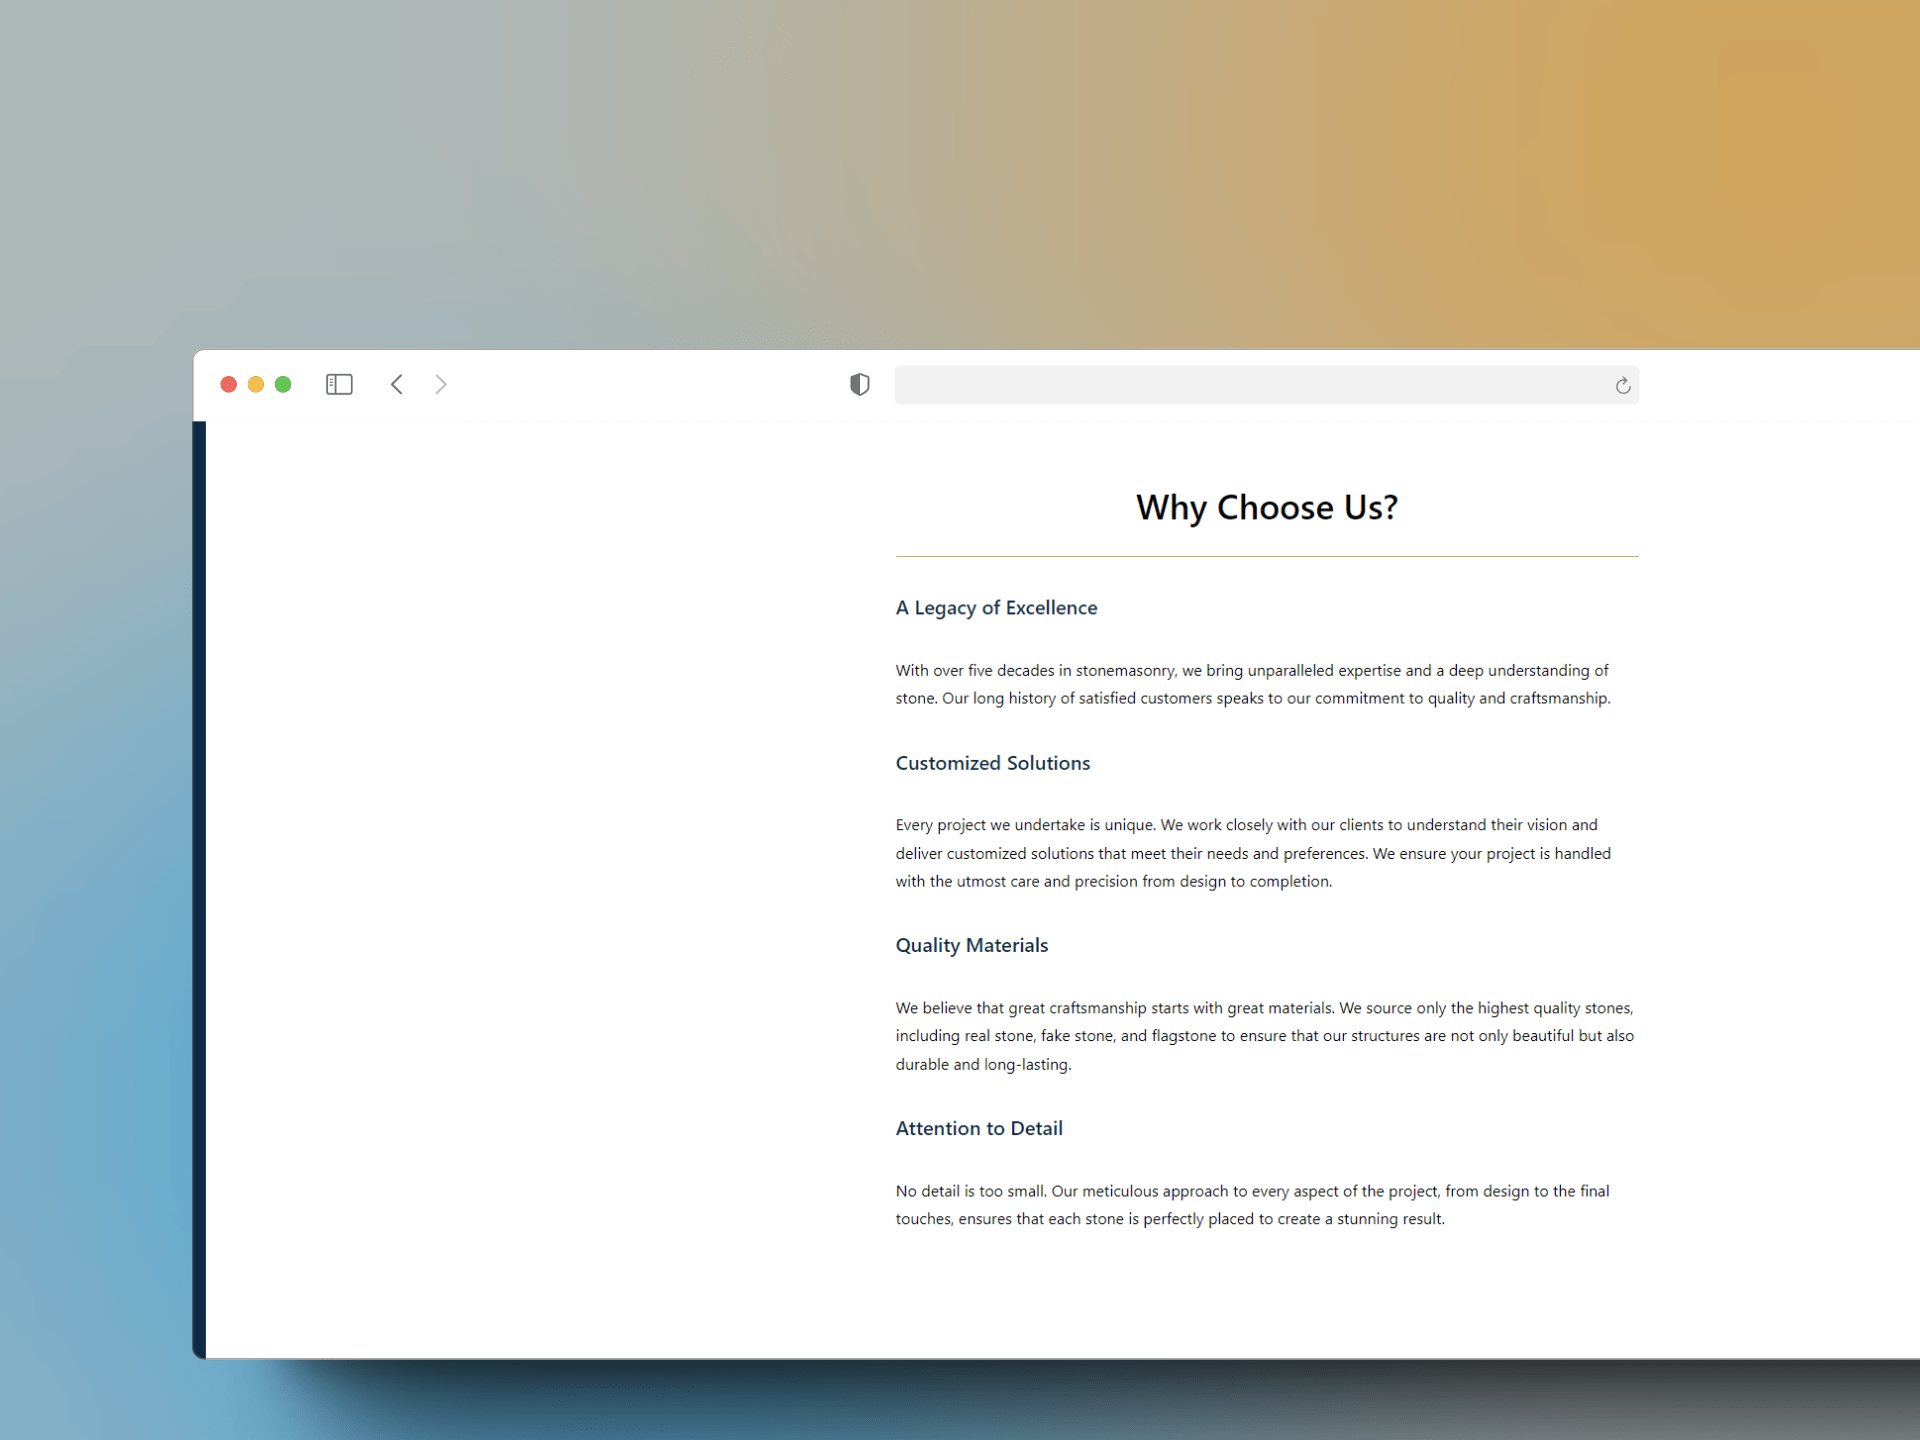 Why Choose Us?
A Legacy of Excellence
With over five decades in stonemasonry, we bring unparalleled expertise and a deep understanding of
stone. Our long history of satisfied customers speaks to our commitment to quality and craftsmanship.
Customized Solutions
Every project we undertake is unique. We work closely with our clients to understand their vision and
deliver customized solutions that meet their needs and preferences. We ensure your project is handled
with the utmost care and precision from design to completion.
Quality Materials
We believe that great craftsmanship starts with great materials. We source only the highest quality stones,
including real stone, fake stone, and flagstone to ensure that our structures are not only beautiful but also
durable and long-lasting.
Attention to Detail
No detail is too small. Our meticulous approach to every aspect of the project, from design to the final
touches, ensures that each stone is perfectly placed to create a stunning result.